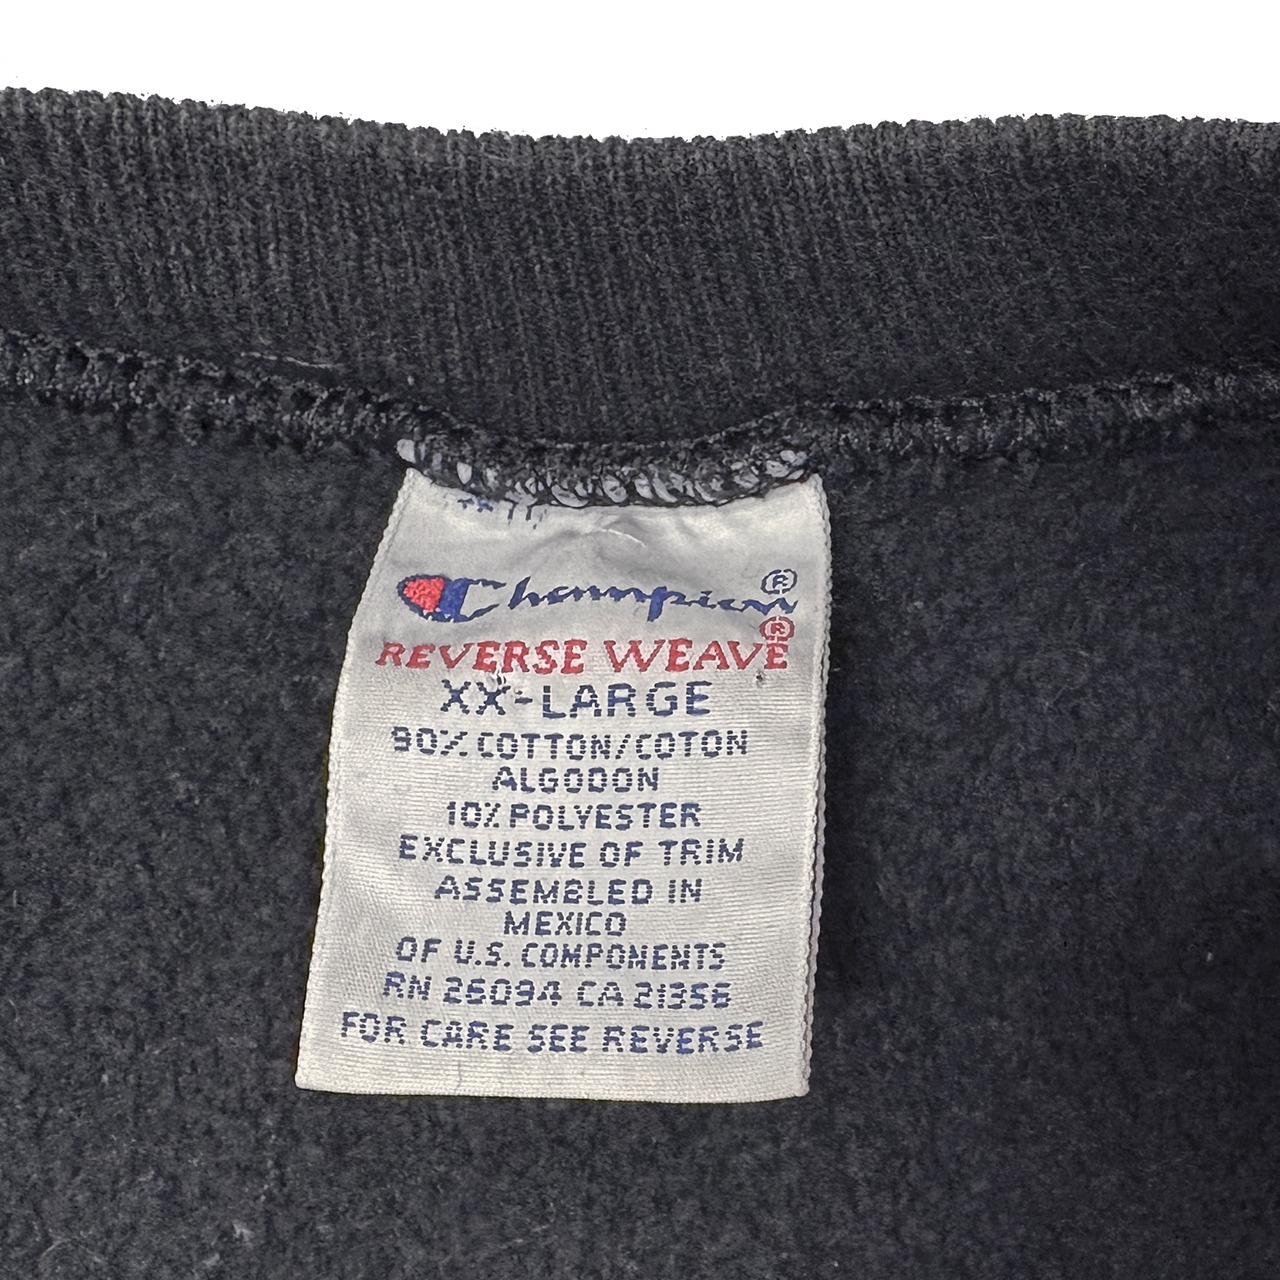 Champion®
REVERSE WEAVE®
XX-LARGE
90% COTTON/COTON
ALGODON
10% POLYESTER
EXCLUSIVE OF TRIM
ASSEMBLED IN
MEXICO
OF U.S. COMPONENTS
RN 26094 CA 21356
FOR CARE SEE REVERSE